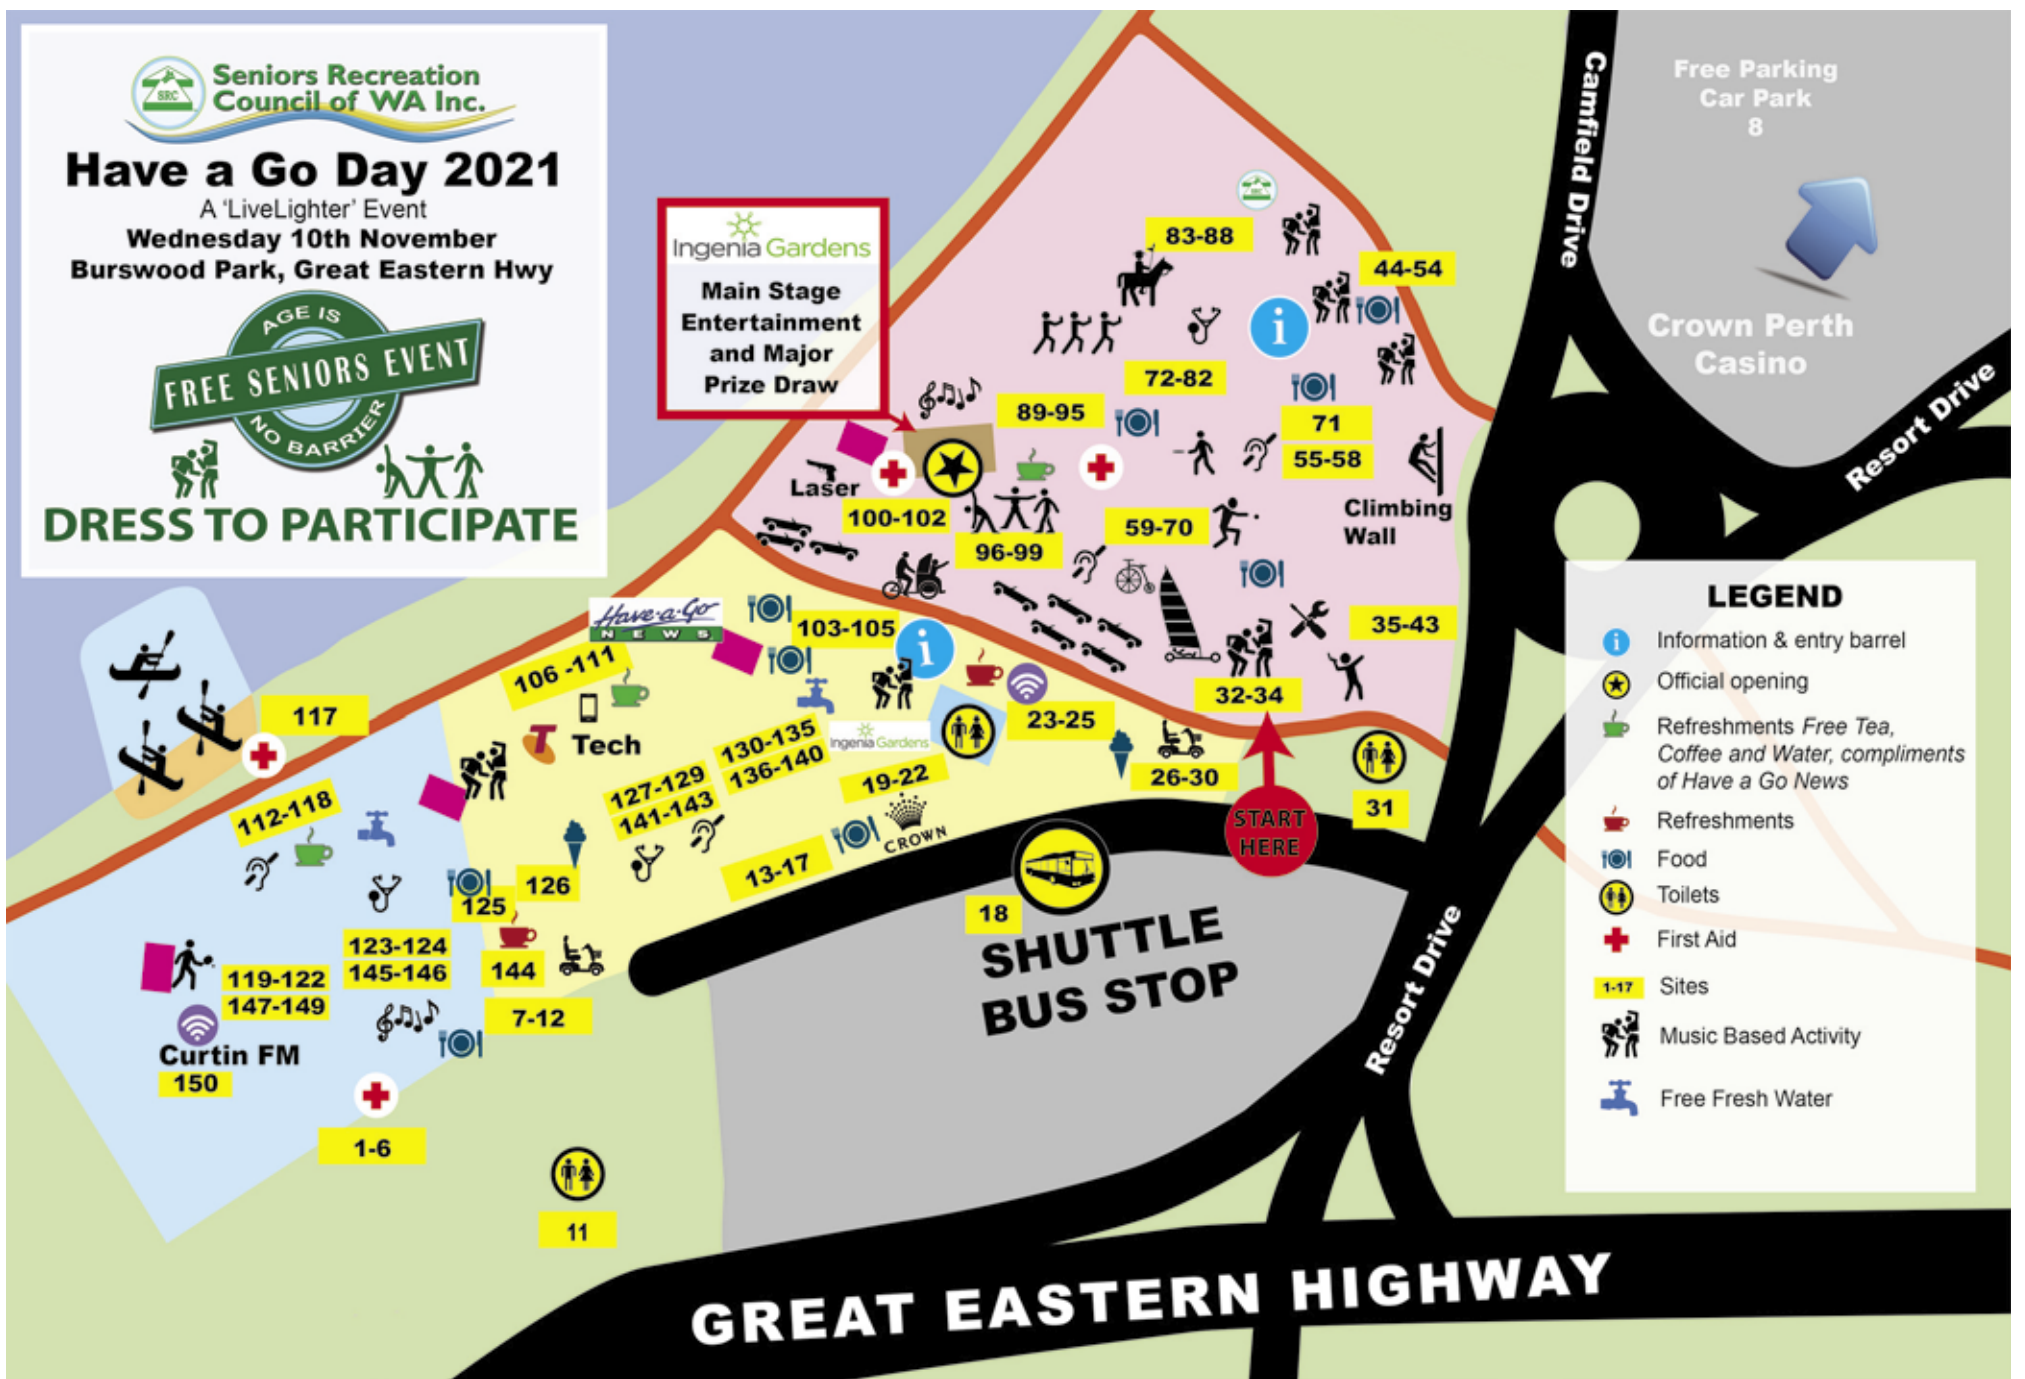 Seniors Recreation
Council of WA Inc.
SRC
Have a Go Day 2021
A 'LiveLighter' Event
Wednesday 10th November
Burswood Park, Great Eastern Hwy
AGE IS
FREE SENIORS EVENT
NO BARRIER
DRESS TO PARTICIPATE
Ingenia Gardens
Main Stage
Entertainment
and Major
Prize Draw
Camfield Drive
Free Parking
Car Park
8
Crown Perth
Casino
Resort Drive
SRC
83-88
44-54
72-82
89-95
71
55-58
Laser
100-102
96-99
59-70
Climbing
Wall
35-43
32-34
Have-a-Go
NEWS
103-105
106 -111
117
Tech
130-135
136-140
Ingenia Gardens
23-25
127-129
141-143
19-22
26-30
31
START
HERE
112-118
CROWN
13-17
126
125
18
SHUTTLE
BUS STOP
123-124
145-146
144
119-122
147-149
7-12
Curtin FM
150
1-6
11
Resort Drive
GREAT EASTERN HIGHWAY
LEGEND
Information & entry barrel
Official opening
Refreshments Free Tea,
Coffee and Water, compliments
of Have a Go News
Refreshments
Food
Toilets
First Aid
1-17
Sites
Music Based Activity
Free Fresh Water